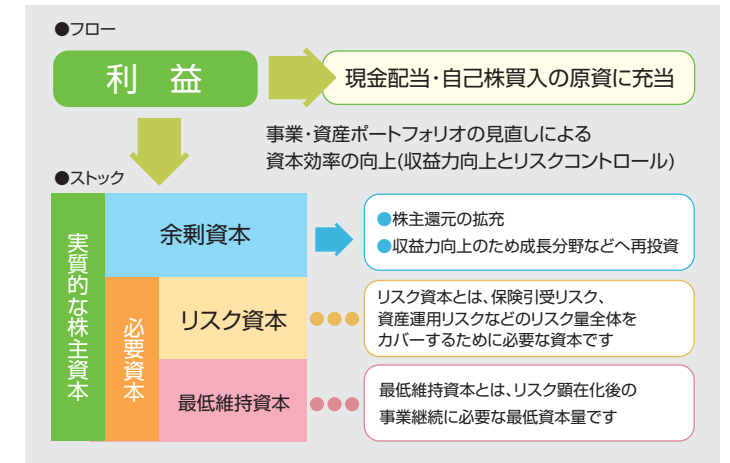 ●フロー
利 益
現金配当・自己株買入の原資に充当
事業・資産ポートフォリオの見直しによる
資本効率の向上(収益力向上とリスクコントロール)
●ストック
実質的な株主資本
余剰資本
●株主還元の拡充
●収益力向上のため成長分野などへ再投資
必要資本
リスク資本
リスク資本とは、保険引受リスク、
資産運用リスクなどのリスク量全体を
カバーするために必要な資本です
最低維持資本
最低維持資本とは、リスク顕在化後の
事業継続に必要な最低資本量です